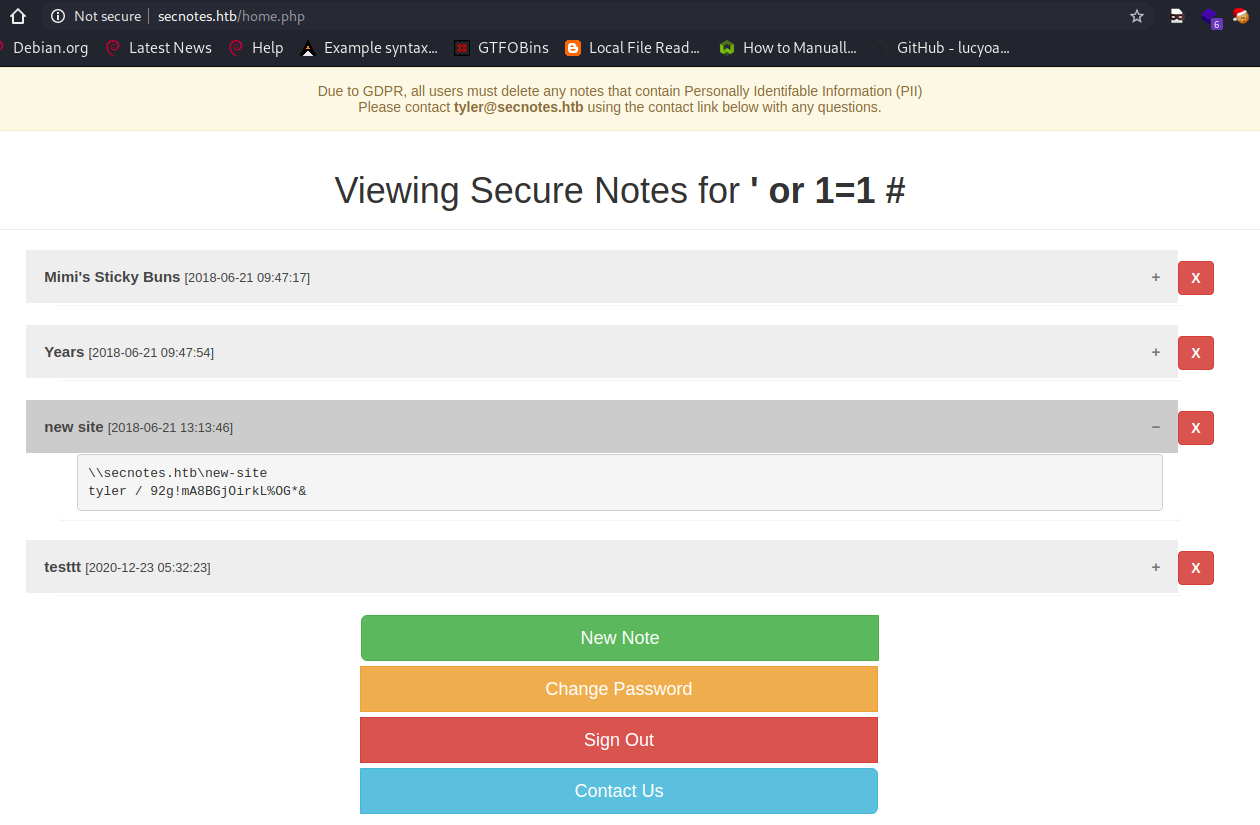 Not secure secnotes.htb/home.php 6
Debian.org Latest News Help Example syntax... GTFOBins Local File Read... How to Manuall... GitHub - lucyoa...
Due to GDPR, all users must delete any notes that contain Personally Identifable Information (PII)
Please contact tyler@secnotes.htb using the contact link below with any questions.
Viewing Secure Notes for ' or 1=1 #
Mimi's Sticky Buns [2018-06-21 09:47:17] + X
Years [2018-06-21 09:47:54] + X
new site [2018-06-21 13:13:46] − X
\\secnotes.htb\new-site
tyler / 92g!mA8BGjOirkL%OG*&
testtt [2020-12-23 05:32:23] + X
New Note
Change Password
Sign Out
Contact Us